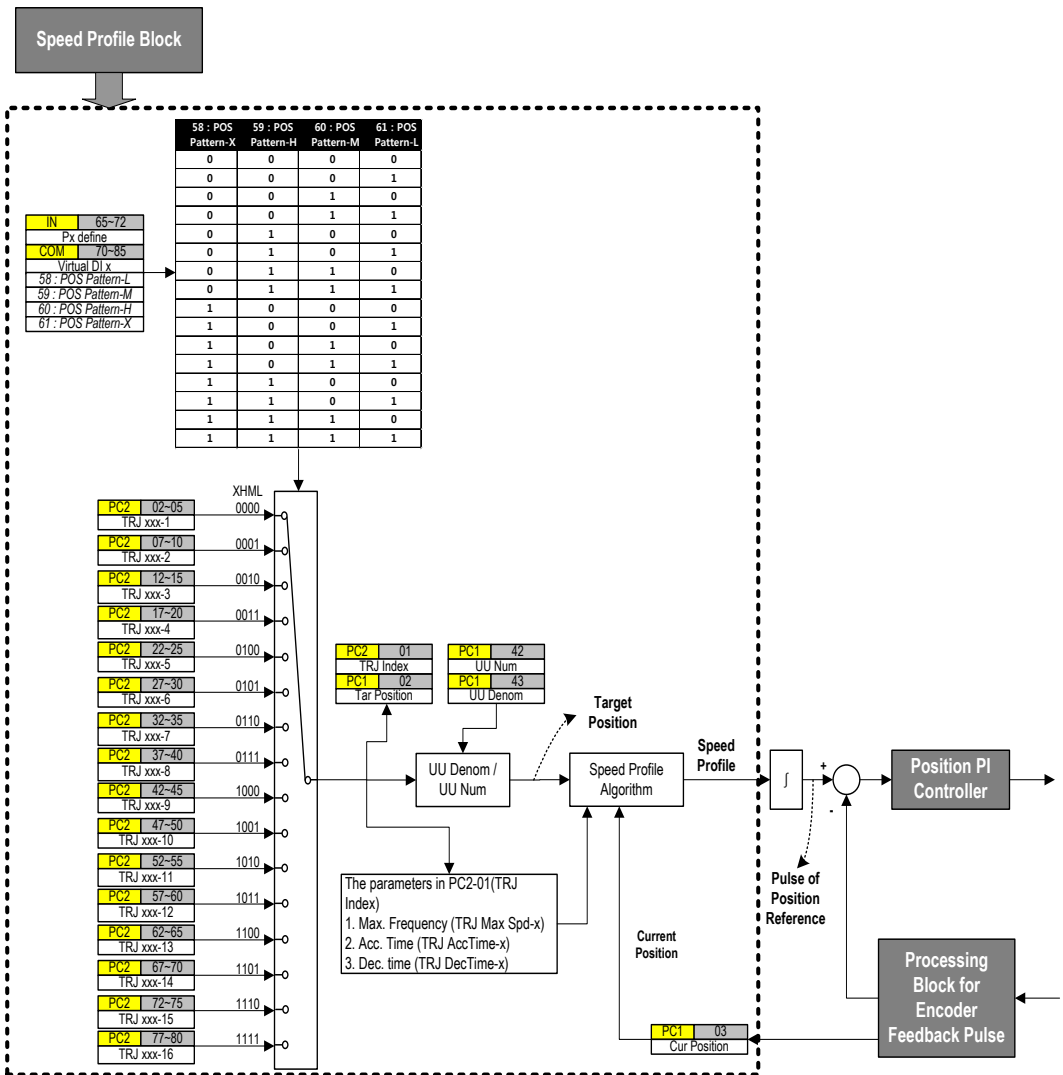 Speed Profile Block
58 : POS Pattern-X 59 : POS Pattern-H 60 : POS Pattern-M 61 : POS Pattern-L
0 0 0 0
0 0 0 1
0 0 1 0
0 0 1 1
0 1 0 0
0 1 0 1
0 1 1 0
0 1 1 1
1 0 0 0
1 0 0 1
1 0 1 0
1 0 1 1
1 1 0 0
1 1 0 1
1 1 1 0
1 1 1 1
IN 65~72
Px define
COM 70~85
Virtual DI x
58 : POS Pattern-L
59 : POS Pattern-M
60 : POS Pattern-H
61 : POS Pattern-X
XHML
PC2 02~05
TRJ xxx-1
0000
PC2 07~10
TRJ xxx-2
0001
PC2 12~15
TRJ xxx-3
0010
PC2 17~20
TRJ xxx-4
0011
PC2 22~25
TRJ xxx-5
0100
PC2 27~30
TRJ xxx-6
0101
PC2 32~35
TRJ xxx-7
0110
PC2 37~40
TRJ xxx-8
0111
PC2 42~45
TRJ xxx-9
1000
PC2 47~50
TRJ xxx-10
1001
PC2 52~55
TRJ xxx-11
1010
PC2 57~60
TRJ xxx-12
1011
PC2 62~65
TRJ xxx-13
1100
PC2 67~70
TRJ xxx-14
1101
PC2 72~75
TRJ xxx-15
1110
PC2 77~80
TRJ xxx-16
1111
PC2 01
TRJ Index
PC1 02
Tar Position
PC1 42
UU Num
PC1 43
UU Denom
UU Denom /
UU Num
Target
Position
Speed Profile
Algorithm
Speed
Profile
∫
+
-
Position PI
Controller
Pulse of
Position
Reference
The parameters in PC2-01(TRJ
Index)
1. Max. Frequency (TRJ Max Spd-x)
2. Acc. Time (TRJ AccTime-x)
3. Dec. time (TRJ DecTime-x)
Current
Position
PC1 03
Cur Position
Processing
Block for
Encoder
Feedback Pulse